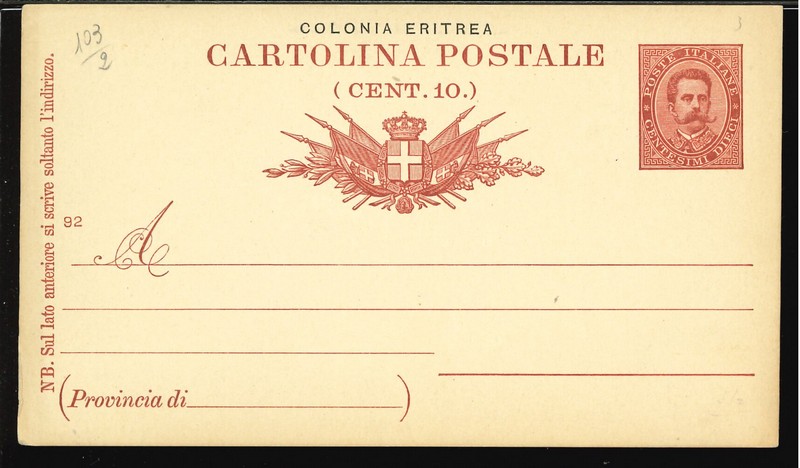 103
2
3
COLONIA ERITREA
CARTOLINA POSTALE
(CENT. 10.)
* POSTE ITALIANE *
CENTESIMI DIECI
NB. Sul lato anteriore si scrive soltanto l'indirizzo.
92
A
(Provincia di)